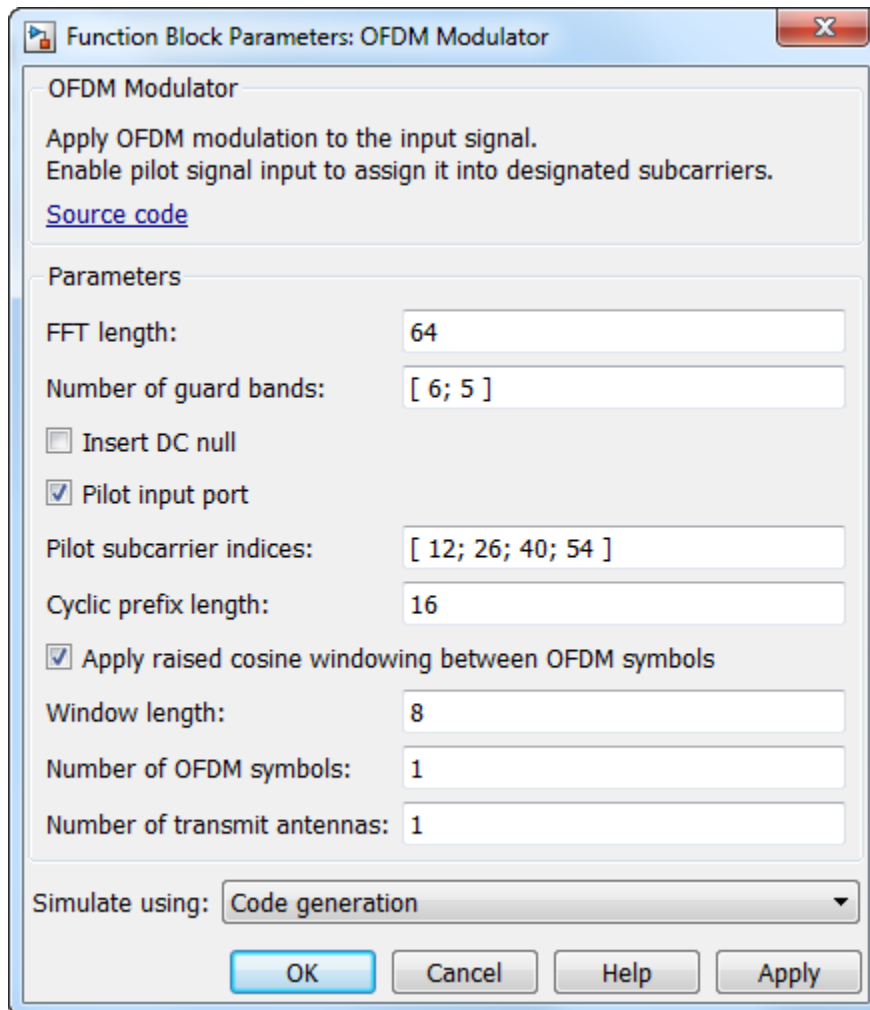 Function Block Parameters: OFDM Modulator
OFDM Modulator
Apply OFDM modulation to the input signal.
Enable pilot signal input to assign it into designated subcarriers.
Source code
Parameters
FFT length: 64
Number of guard bands: [ 6; 5 ]
Insert DC null
Pilot input port
Pilot subcarrier indices: [ 12; 26; 40; 54 ]
Cyclic prefix length: 16
Apply raised cosine windowing between OFDM symbols
Window length: 8
Number of OFDM symbols: 1
Number of transmit antennas: 1
Simulate using: Code generation
OK Cancel Help Apply